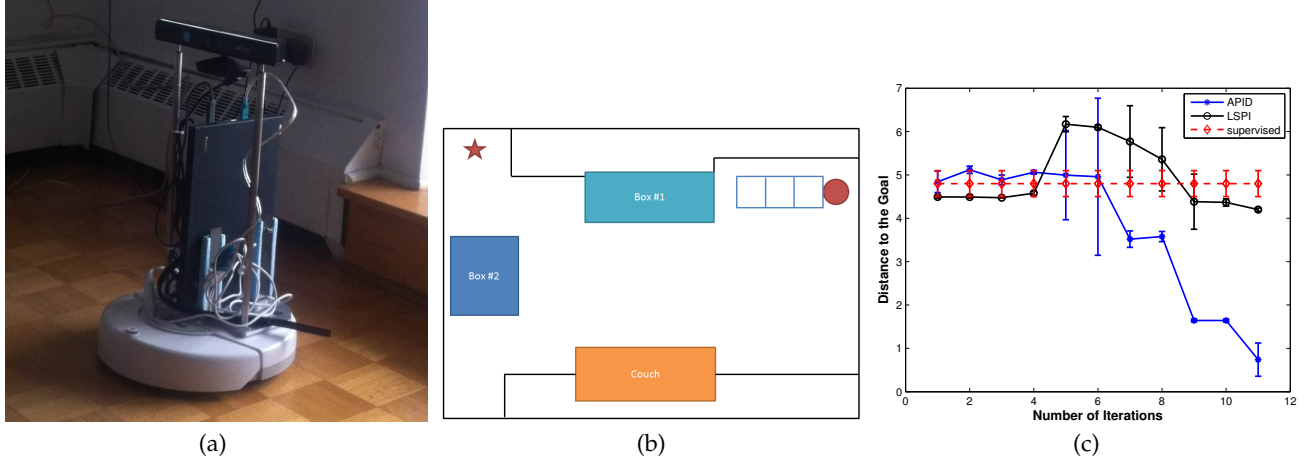 Box #1
Box #2
Couch
7
6
5
4
3
2
1
0
0 2 4 6 8 10 12
Distance to the Goal
Number of Iterations
APID
LSPI
supervised
(a)
(b)
(c)